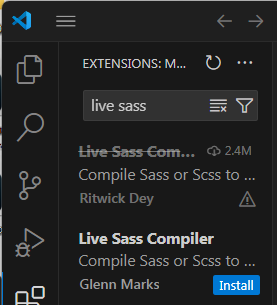 EXTENSIONS: M...
live sass
Live Sass Com... 2.4M
Compile Sass or Scss to ...
Ritwick Dey
Live Sass Compiler
Compile Sass or Scss to ...
Glenn Marks Install